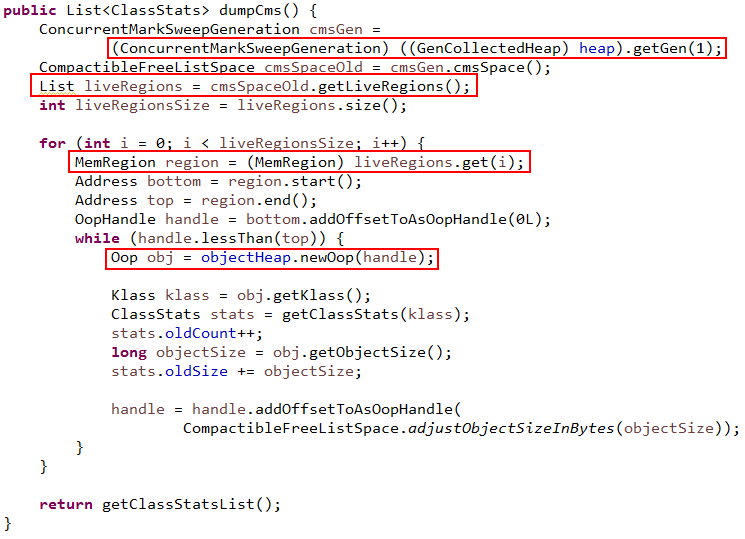 public List<ClassStats> dumpCms() {
    ConcurrentMarkSweepGeneration cmsGen =
            (ConcurrentMarkSweepGeneration) ((GenCollectedHeap) heap).getGen(1);
    CompactibleFreeListSpace cmsSpaceOld = cmsGen.cmsSpace();
    List liveRegions = cmsSpaceOld.getLiveRegions();
    int liveRegionsSize = liveRegions.size();

    for (int i = 0; i < liveRegionsSize; i++) {
        MemRegion region = (MemRegion) liveRegions.get(i);
        Address bottom = region.start();
        Address top = region.end();
        OopHandle handle = bottom.addOffsetToAsOopHandle(0L);
        while (handle.lessThan(top)) {
            Oop obj = objectHeap.newOop(handle);

            Klass klass = obj.getKlass();
            ClassStats stats = getClassStats(klass);
            stats.oldCount++;
            long objectSize = obj.getObjectSize();
            stats.oldSize += objectSize;

            handle = handle.addOffsetToAsOopHandle(
                    CompactibleFreeListSpace.adjustObjectSizeInBytes(objectSize));
        }
    }

    return getClassStatsList();
}